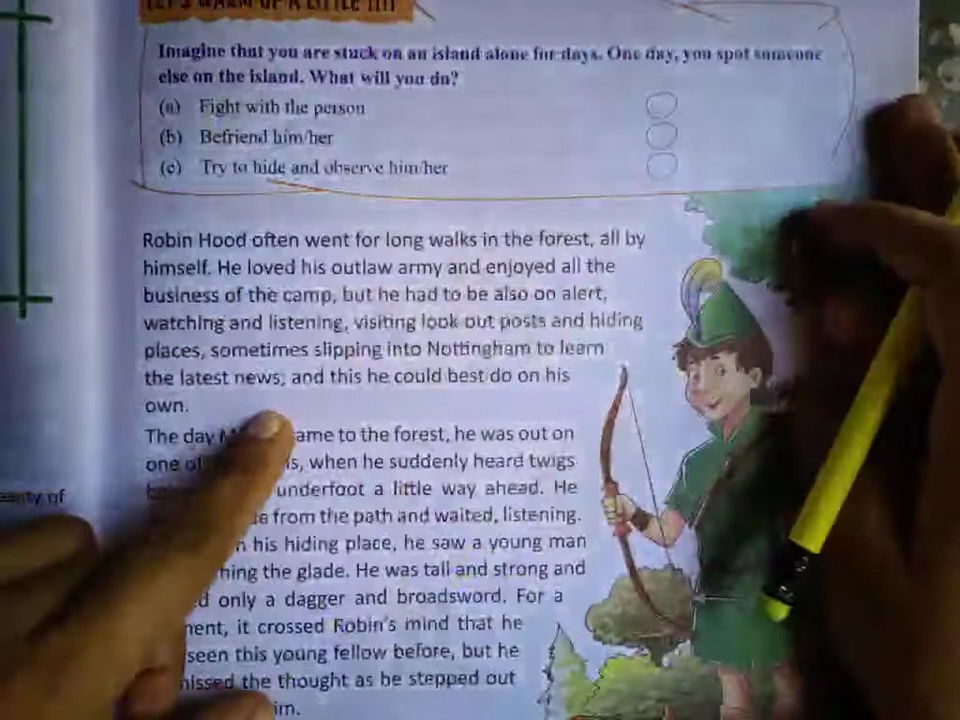 LET'S WARM UP A LITTLE !!!!
Imagine that you are stuck on an island alone for days. One day, you spot someone
else on the island. What will you do?
(a) Fight with the person
(b) Befriend him/her
(c) Try to hide and observe him/her
Robin Hood often went for long walks in the forest, all by
himself. He loved his outlaw army and enjoyed all the
business of the camp, but he had to be also on alert,
watching and listening, visiting look out posts and hiding
places, sometimes slipping into Nottingham to learn
the latest news, and this he could best do on his
own.
The day ame to the forest, he was out on
one of s, when he suddenly heard twigs
underfoot a little way ahead. He
from the path and waited, listening.
his hiding place, he saw a young man
hing the glade. He was tall and strong and
d only a dagger and broadsword. For a
ment, it crossed Robin's mind that he
seen this young fellow before, but he
missed the thought as be stepped out
im.
eauty of